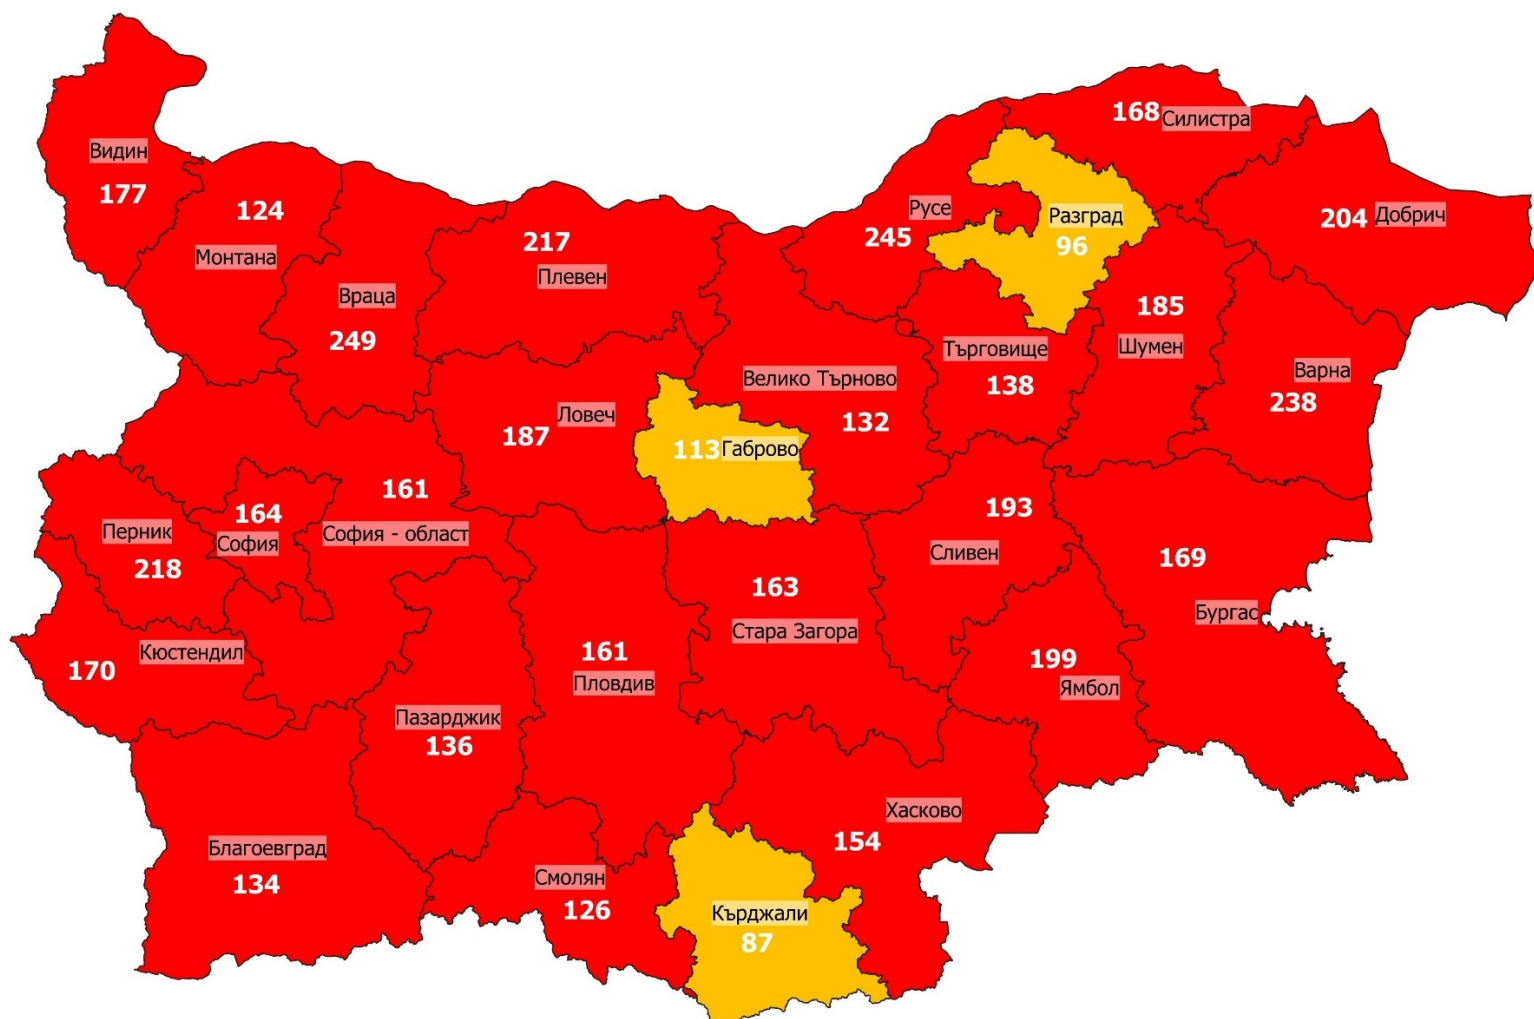 168 Силистра
Видин
177
124
Монтана
Русе
245
Разград
96
204 Добрич
217
Плевен
Враца
249
185
Шумен
Търговище
138
Варна
238
Велико Търново
132
Ловеч
187
113 Габрово
161
София - област
164
София
Перник
218
193
Сливен
169
Бургас
163
Стара Загора
170
Кюстендил
161
Пловдив
199
Ямбол
Пазарджик
136
Хасково
154
Благоевград
134
Смолян
126
Кърджали
87